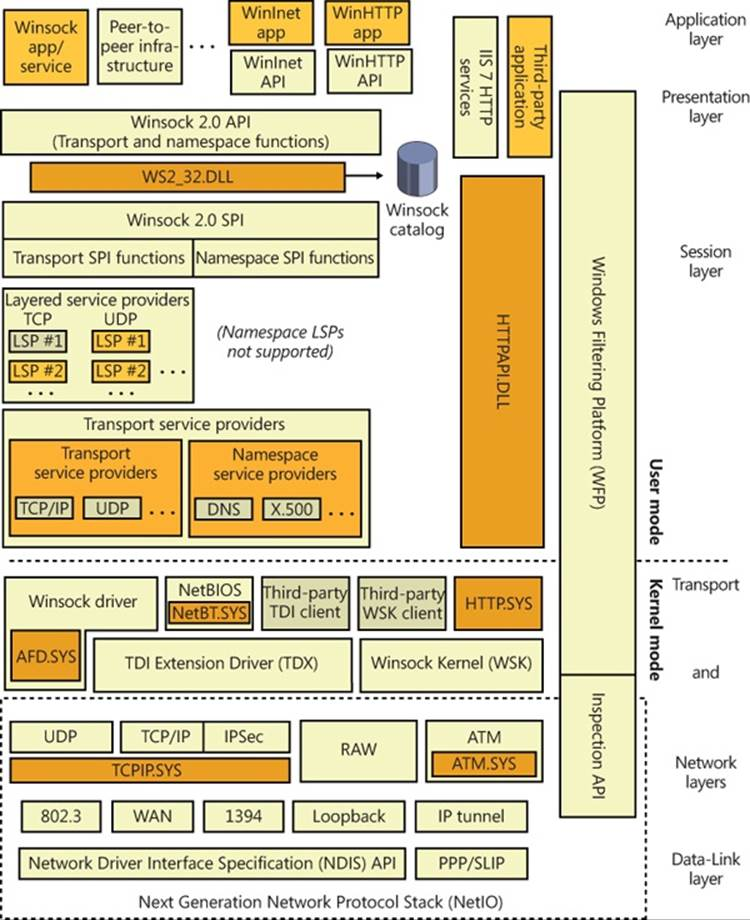 Winsock
app/
service
Peer-to-
peer infra-
structure
...
WinInet
app
WinHTTP
app
WinInet
API
WinHTTP
API
IIS 7 HTTP
services
Third-party
application
Application
layer
Presentation
layer
Winsock 2.0 API
(Transport and namespace functions)
WS2_32.DLL
Winsock
catalog
Winsock 2.0 SPI
Transport SPI functions
Namespace SPI functions
Session
layer
Layered service providers
TCP
UDP
LSP #1
LSP #1
LSP #2
LSP #2
...
...
...
(Namespace LSPs
not supported)
HTTPAPI.DLL
Windows Filtering Platform (WFP)
Transport service providers
Transport
service providers
TCP/IP
UDP
...
Namespace
service providers
DNS
X.500
...
User mode
Kernel mode
Winsock driver
AFD.SYS
NetBIOS
NetBT.SYS
Third-party
TDI client
Third-party
WSK client
HTTP.SYS
Transport
TDI Extension Driver (TDX)
Winsock Kernel (WSK)
and
Inspection API
UDP
TCP/IP
IPSec
TCPIP.SYS
RAW
ATM
ATM.SYS
Network
layers
802.3
WAN
1394
Loopback
IP tunnel
Network Driver Interface Specification (NDIS) API
PPP/SLIP
Data-Link
layer
Next Generation Network Protocol Stack (NetIO)